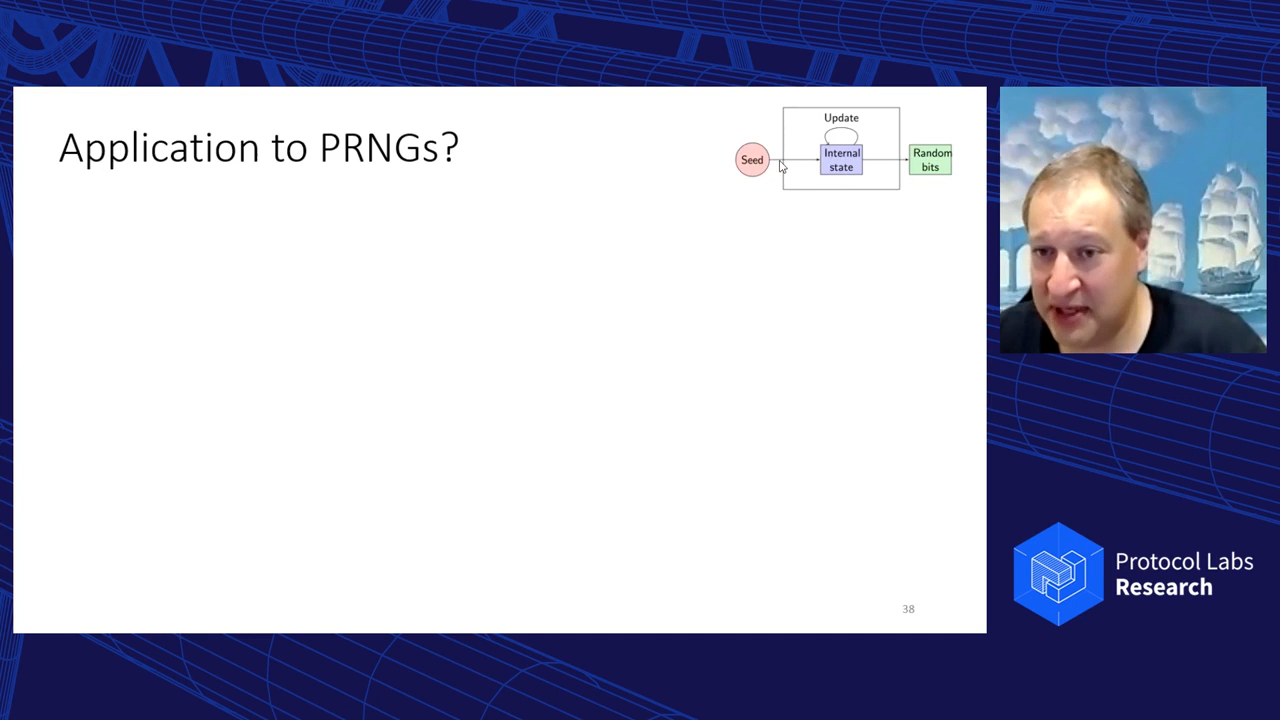 Application to PRNGs?
Update
Seed
Internal
state
Random
bits
38
Protocol Labs
Research